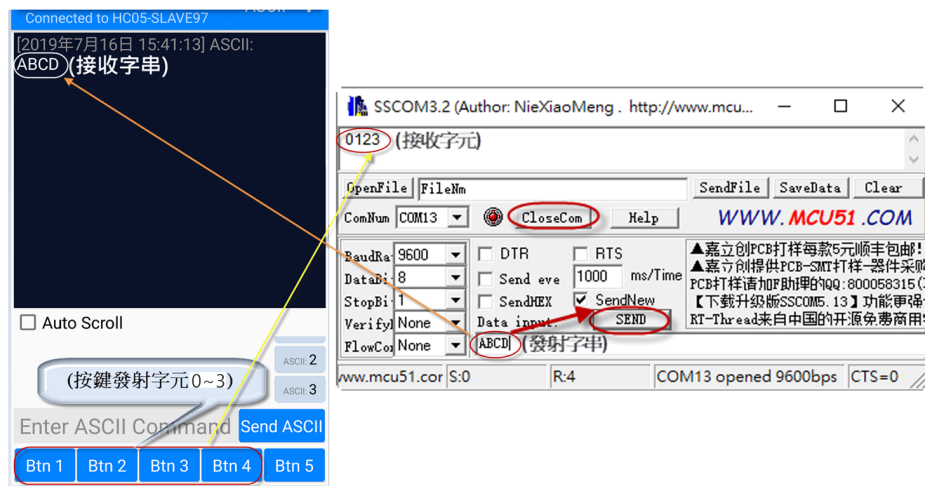 Connected to HC05-SLAVE97
[2019年7月16日 15:41:13] ASCII:
ABCD (接收字串)
Auto Scroll
ASCII: 2
ASCII: 3
(按鍵發射字元0~3)
Enter ASCII Command
Send ASCII
Btn 1
Btn 2
Btn 3
Btn 4
Btn 5
SSCOM3.2 (Author: NieXiaoMeng . http://www.mcu...
0123 (接收字元)
OpenFile
FileNm
SendFile
SaveData
Clear
ComNum
COM13
CloseCom
Help
WWW.MCU51.COM
BaudRa
9600
DTR
RTS
DataBi
8
Send eve
1000
ms/Time
StopBi
1
SendHEX
SendNew
Verify
None
Data input:
SEND
FlowCo
None
ABCD (發射字串)
▲嘉立创PCB打样每款5元顺丰包邮!
▲嘉立创提供PCB-SMT打样-器件采购
PCB打样请加F助理的QQ:800058315(
【下载升级版SSCOM5.13】功能更强
RT-Thread来自中国的开源免费商用
www.mcu51.cor
S:0
R:4
COM13 opened 9600bps
CTS=0